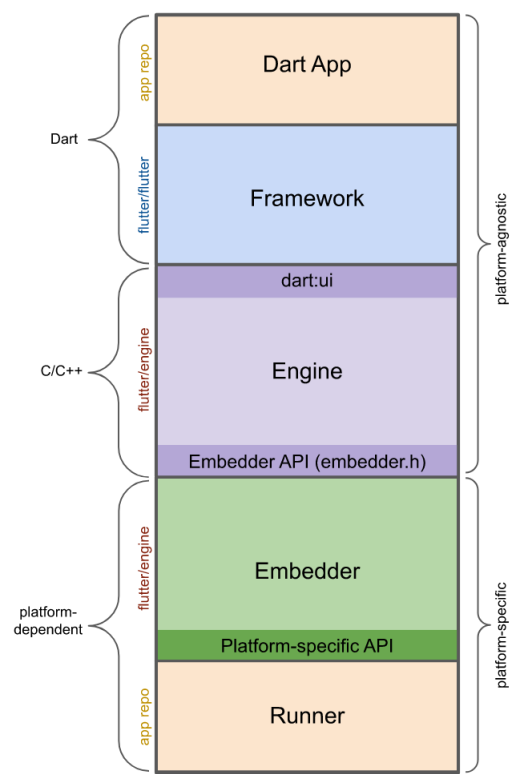 app repo
Dart App
Dart
flutter/flutter
Framework
platform-agnostic
dart:ui
C/C++
flutter/engine
Engine
Embedder API (embedder.h)
flutter/engine
Embedder
platform-
dependent
platform-specific
Platform-specific API
app repo
Runner